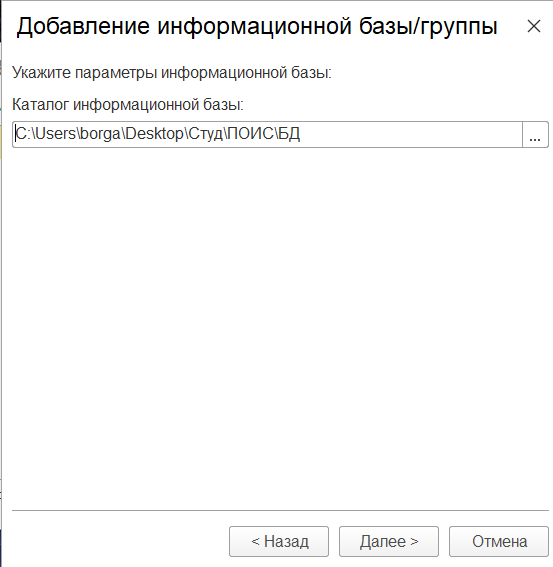 Добавление информационной базы/группы
Укажите параметры информационной базы:
Каталог информационной базы:
C:\Users\borga\Desktop\Студ\ПОИС\БД
...
< Назад Далее > Отмена